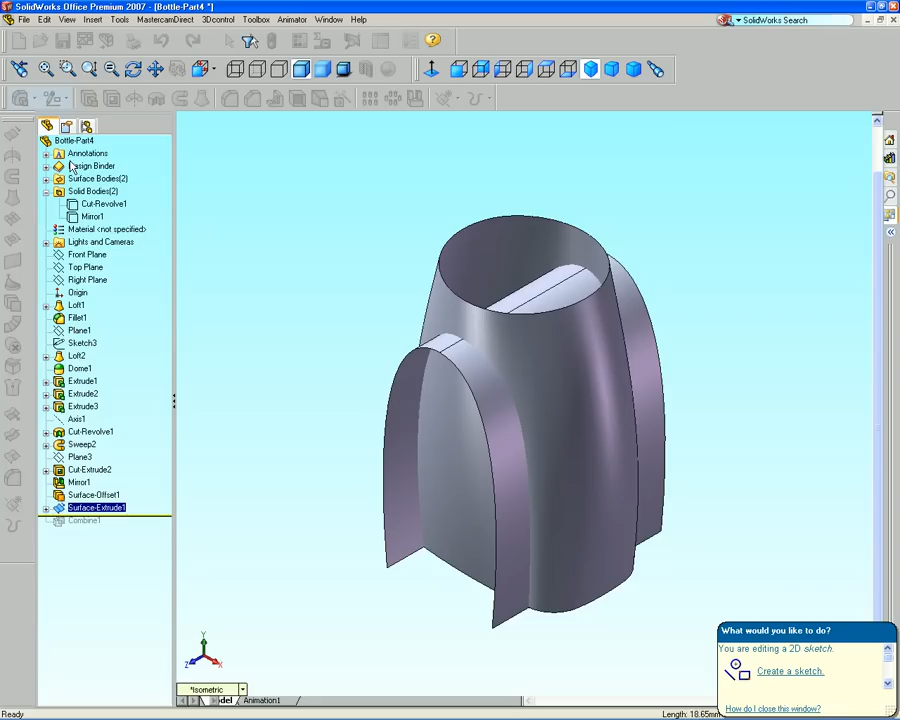 SolidWorks Office Premium 2007 - [Bottle-Part4 *]
File Edit View Insert Tools MastercamDirect 3Dcontrol Toolbox Animator Window Help
SolidWorks Search
Bottle-Part4
Annotations
sign Binder
Surface Bodies(2)
Solid Bodies(2)
Cut-Revolve1
Mirror1
Material <not specified>
Lights and Cameras
Front Plane
Top Plane
Right Plane
Origin
Loft1
Fillet1
Plane1
Sketch3
Loft2
Dome1
Extrude1
Extrude2
Extrude3
Axis1
Cut-Revolve1
Sweep2
Plane3
Cut-Extrude2
Mirror1
Surface-Offset1
Surface-Extrude1
Combine1
Y
Z
X
*Isometric
What would you like to do?
You are editing a 2D sketch.
Create a sketch.
How do I close this window?
del Animation1
Ready
Length: 18.65mm